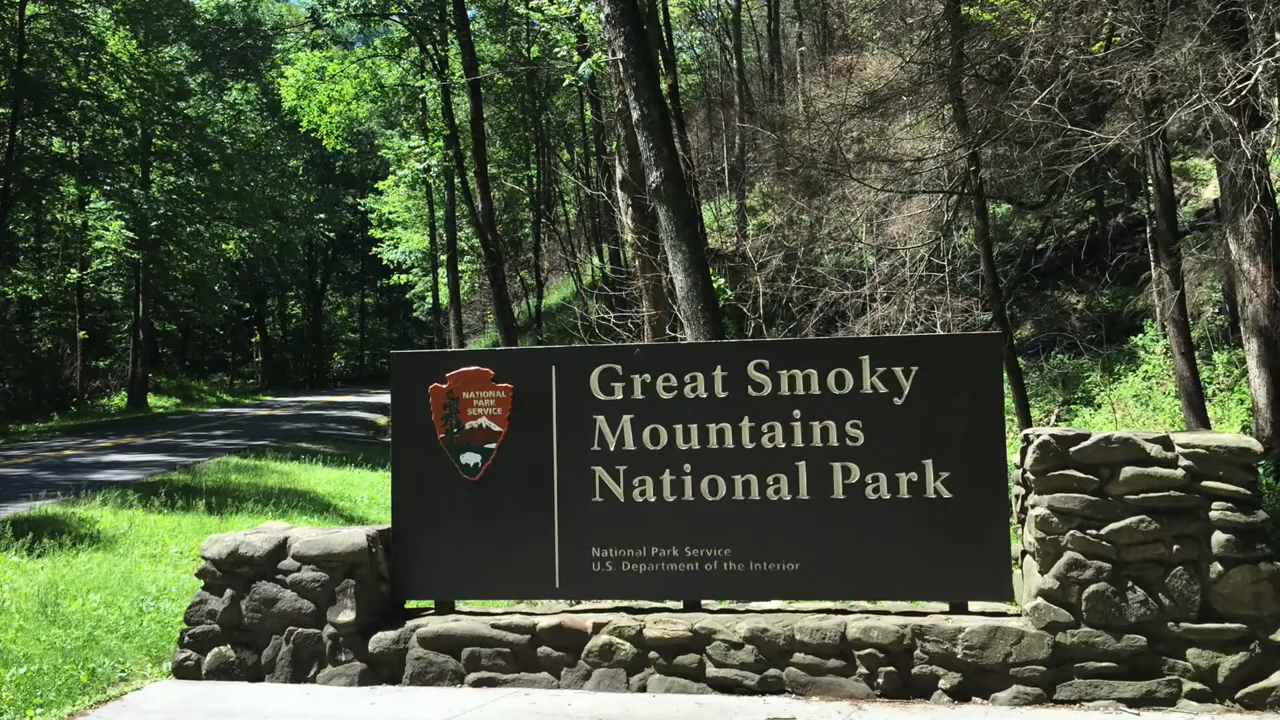 NATIONAL
PARK
SERVICE
Great Smoky
Mountains
National Park
National Park Service
U.S. Department of the Interior